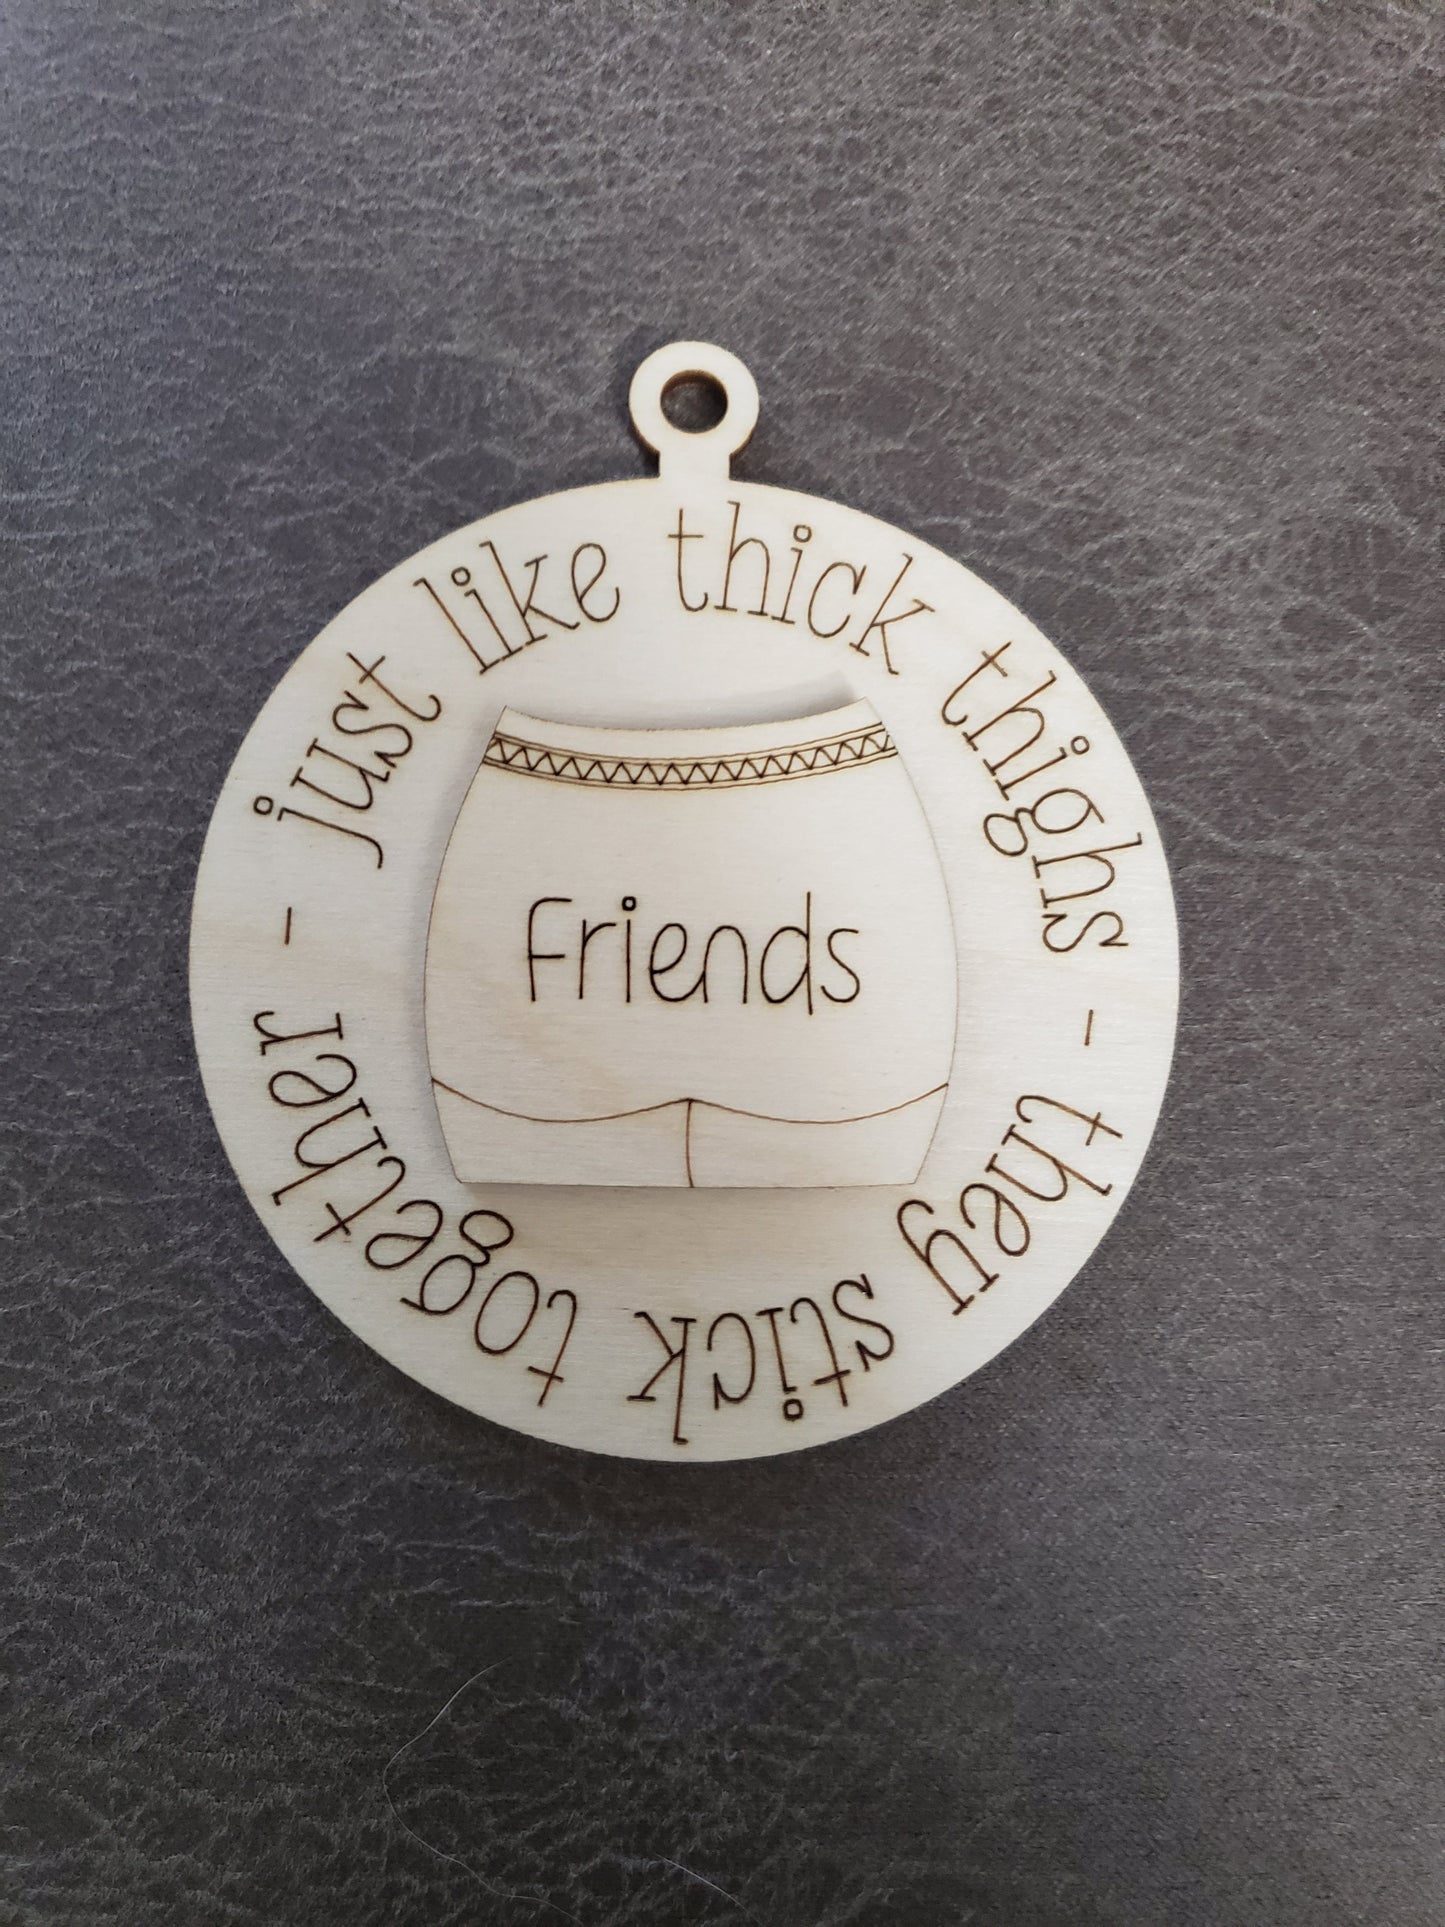 Friends
- just like thick thighs - they stick together